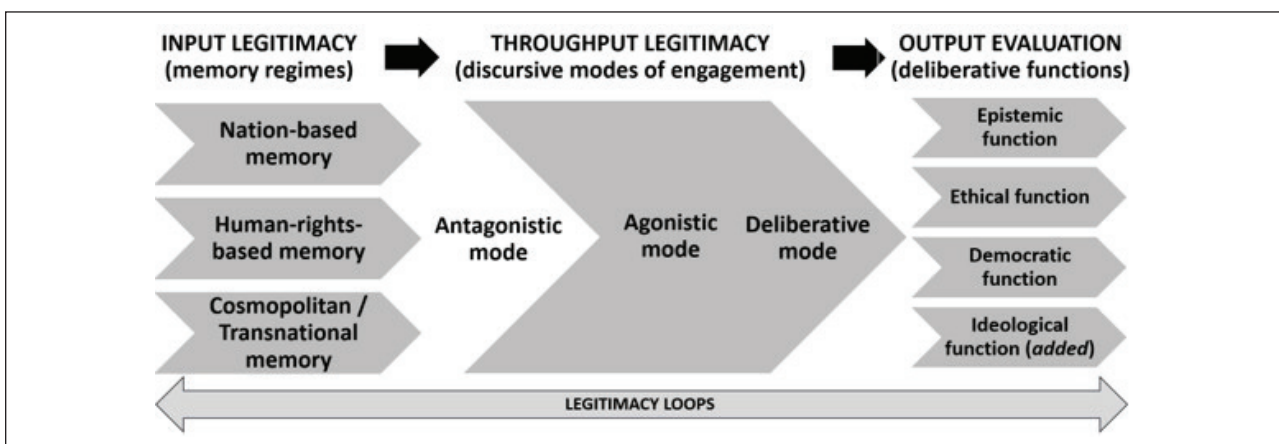 INPUT LEGITIMACY
(memory regimes)
THROUGHPUT LEGITIMACY
(discursive modes of engagement)
OUTPUT EVALUATION
(deliberative functions)
Nation-based
memory
Human-rights-
based memory
Cosmopolitan /
Transnational
memory
Antagonistic
mode
Agonistic
mode
Deliberative
mode
Epistemic
function
Ethical function
Democratic
function
Ideological
function (added)
LEGITIMACY LOOPS